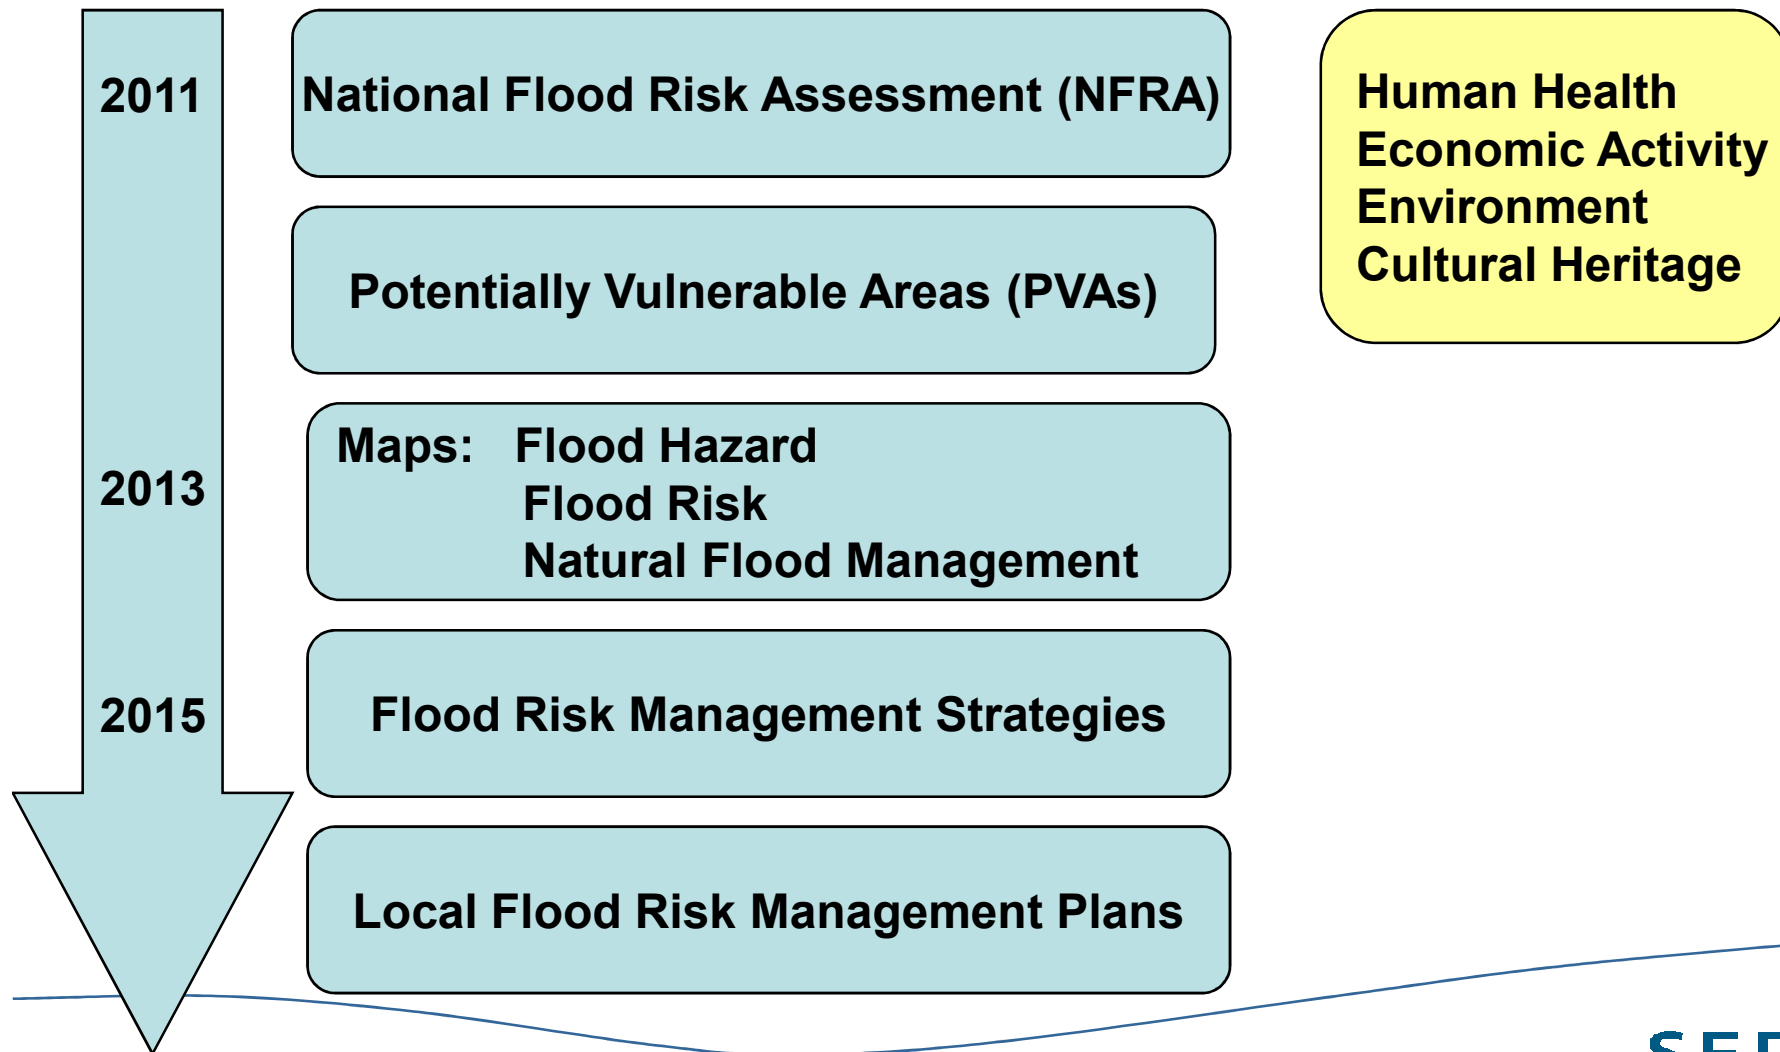 2011
National Flood Risk Assessment (NFRA)
Human Health
Economic Activity
Environment
Cultural Heritage
Potentially Vulnerable Areas (PVAs)
2013
Maps: Flood Hazard
Flood Risk
Natural Flood Management
2015
Flood Risk Management Strategies
Local Flood Risk Management Plans